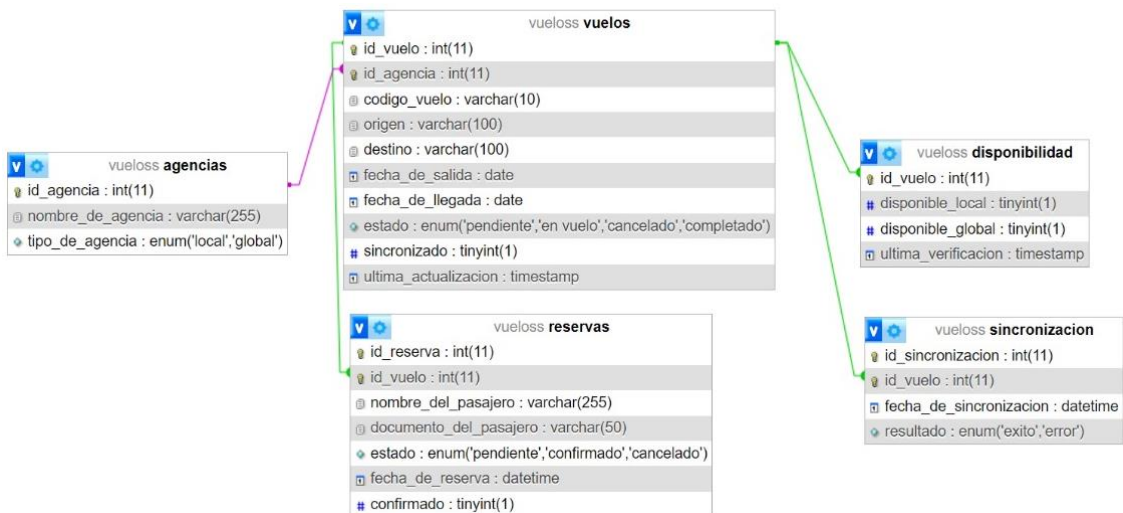 V vueloss vuelos
id_vuelo : int(11)
id_agencia : int(11)
codigo_vuelo : varchar(10)
origen : varchar(100)
destino : varchar(100)
fecha_de_salida : date
fecha_de_llegada : date
estado : enum('pendiente','en vuelo','cancelado','completado')
# sincronizado : tinyint(1)
ultima_actualizacion : timestamp
V vueloss agencias
id_agencia : int(11)
nombre_de_agencia : varchar(255)
tipo_de_agencia : enum('local','global')
V vueloss disponibilidad
id_vuelo : int(11)
# disponible_local : tinyint(1)
# disponible_global : tinyint(1)
ultima_verificacion : timestamp
V vueloss reservas
id_reserva : int(11)
id_vuelo : int(11)
nombre_del_pasajero : varchar(255)
documento_del_pasajero : varchar(50)
estado : enum('pendiente','confirmado','cancelado')
fecha_de_reserva : datetime
# confirmado : tinyint(1)
V vueloss sincronizacion
id_sincronizacion : int(11)
id_vuelo : int(11)
fecha_de_sincronizacion : datetime
resultado : enum('exito','error')